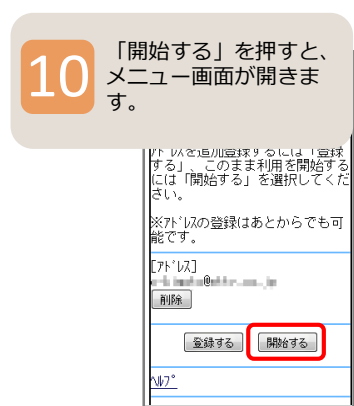 10
「開始する」を押すと、
メニュー画面が開きま
す。
ｱﾄﾞﾚｽを追加登録するには「登録
する」、このまま利用を開始する
には「開始する」を選択してくだ
さい。
※ｱﾄﾞﾚｽの登録はあとからでも可
能です。
[ｱﾄﾞﾚｽ]
削除
登録する 開始する
ﾍﾙﾌﾟ